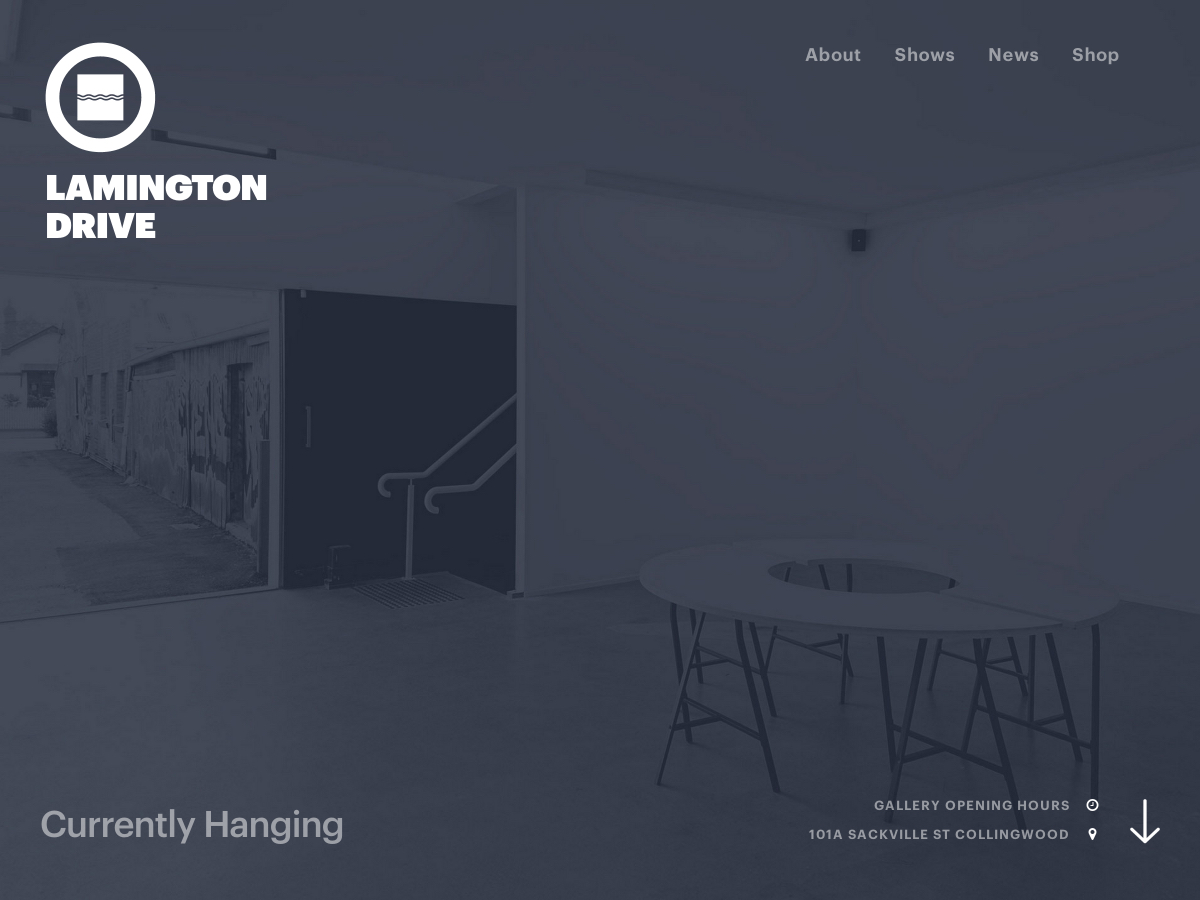 About Shows News Shop
LAMINGTON
DRIVE
Currently Hanging
GALLERY OPENING HOURS
101A SACKVILLE ST COLLINGWOOD